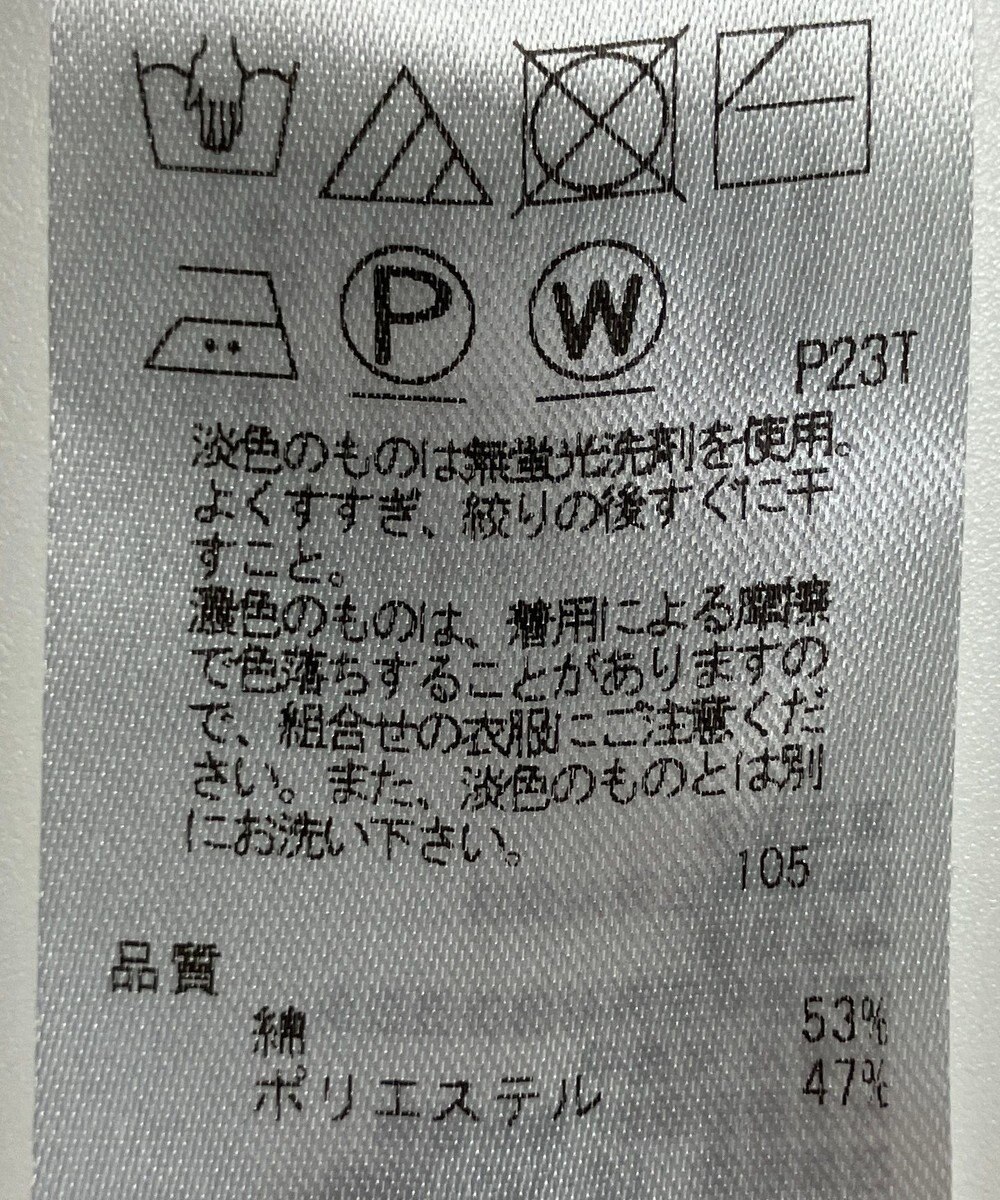 P
W
P23T
淡色のものは無蛍光洗剤を使用。
よくすすぎ、絞りの後すぐに干
すこと。
濃色のものは、着用による摩擦
で色落ちすることがありますの
で、組合せの衣服にご注意くだ
さい。また、淡色のものとは別
にお洗い下さい。
105
品質
綿 53%
ポリエステル 47%